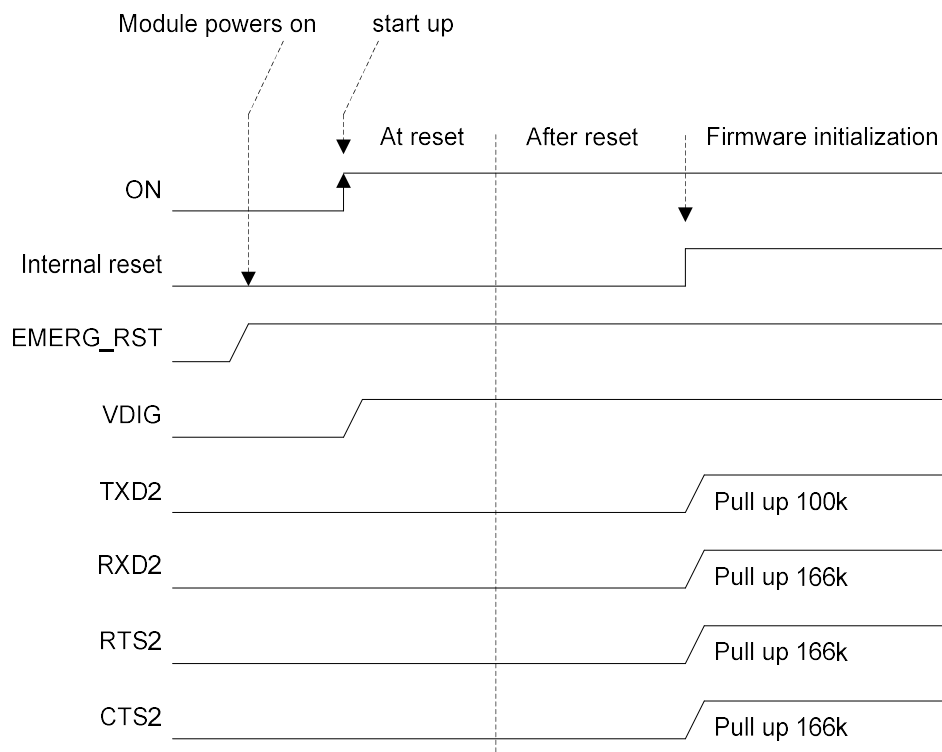 Module powers on
start up
At reset
After reset
Firmware initialization
ON
Internal reset
EMERG_RST
VDIG
TXD2
Pull up 100k
RXD2
Pull up 166k
RTS2
Pull up 166k
CTS2
Pull up 166k